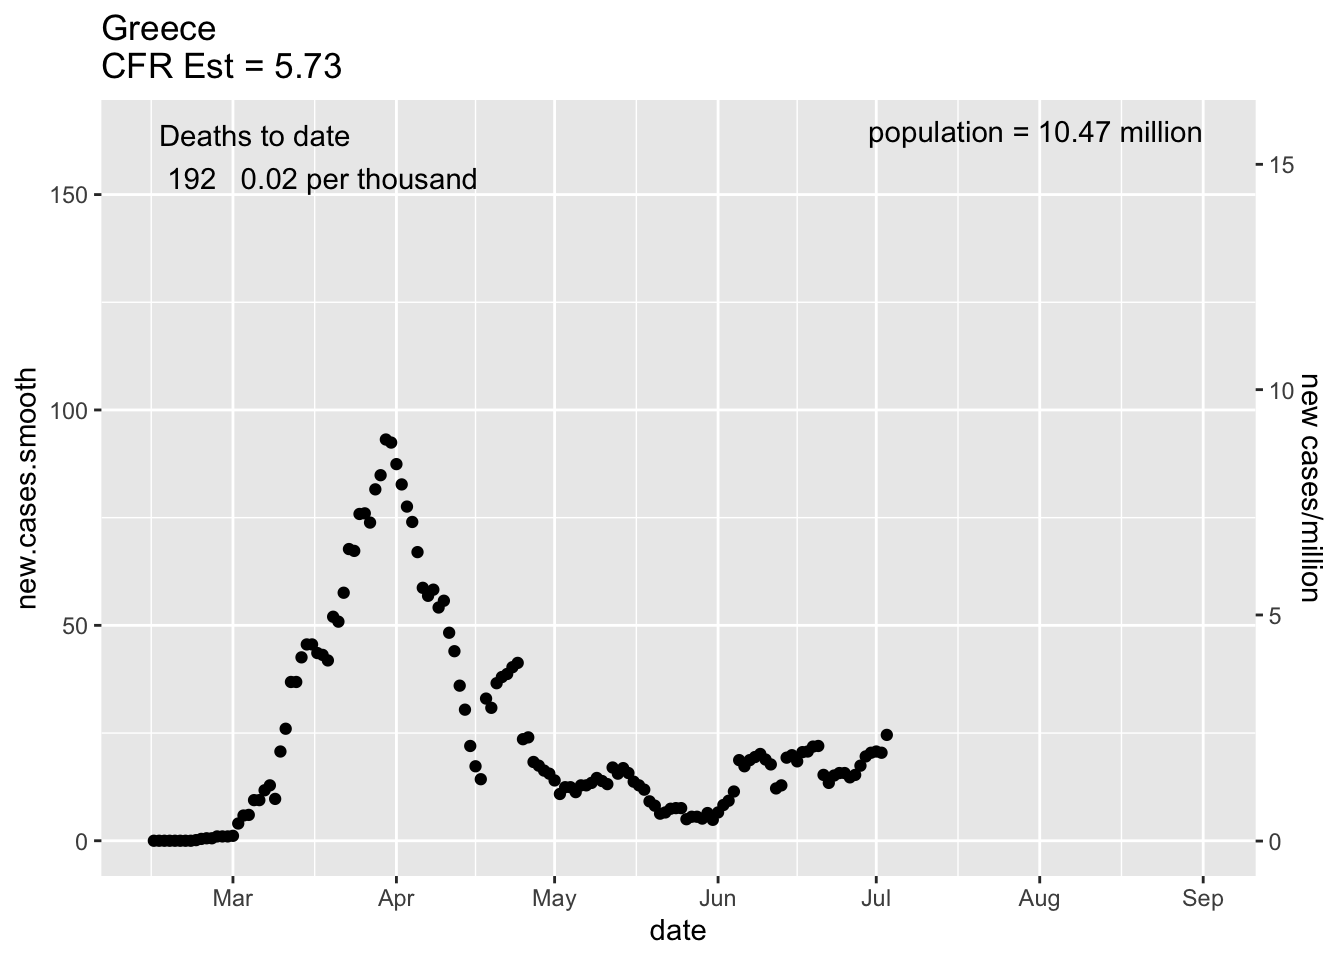 Greece
CFR Est = 5.73
Deaths to date
192 0.02 per thousand
population = 10.47 million
new.cases.smooth
150
100
50
0
15
10
5
0
new cases/million
Mar Apr May Jun Jul Aug Sep
date